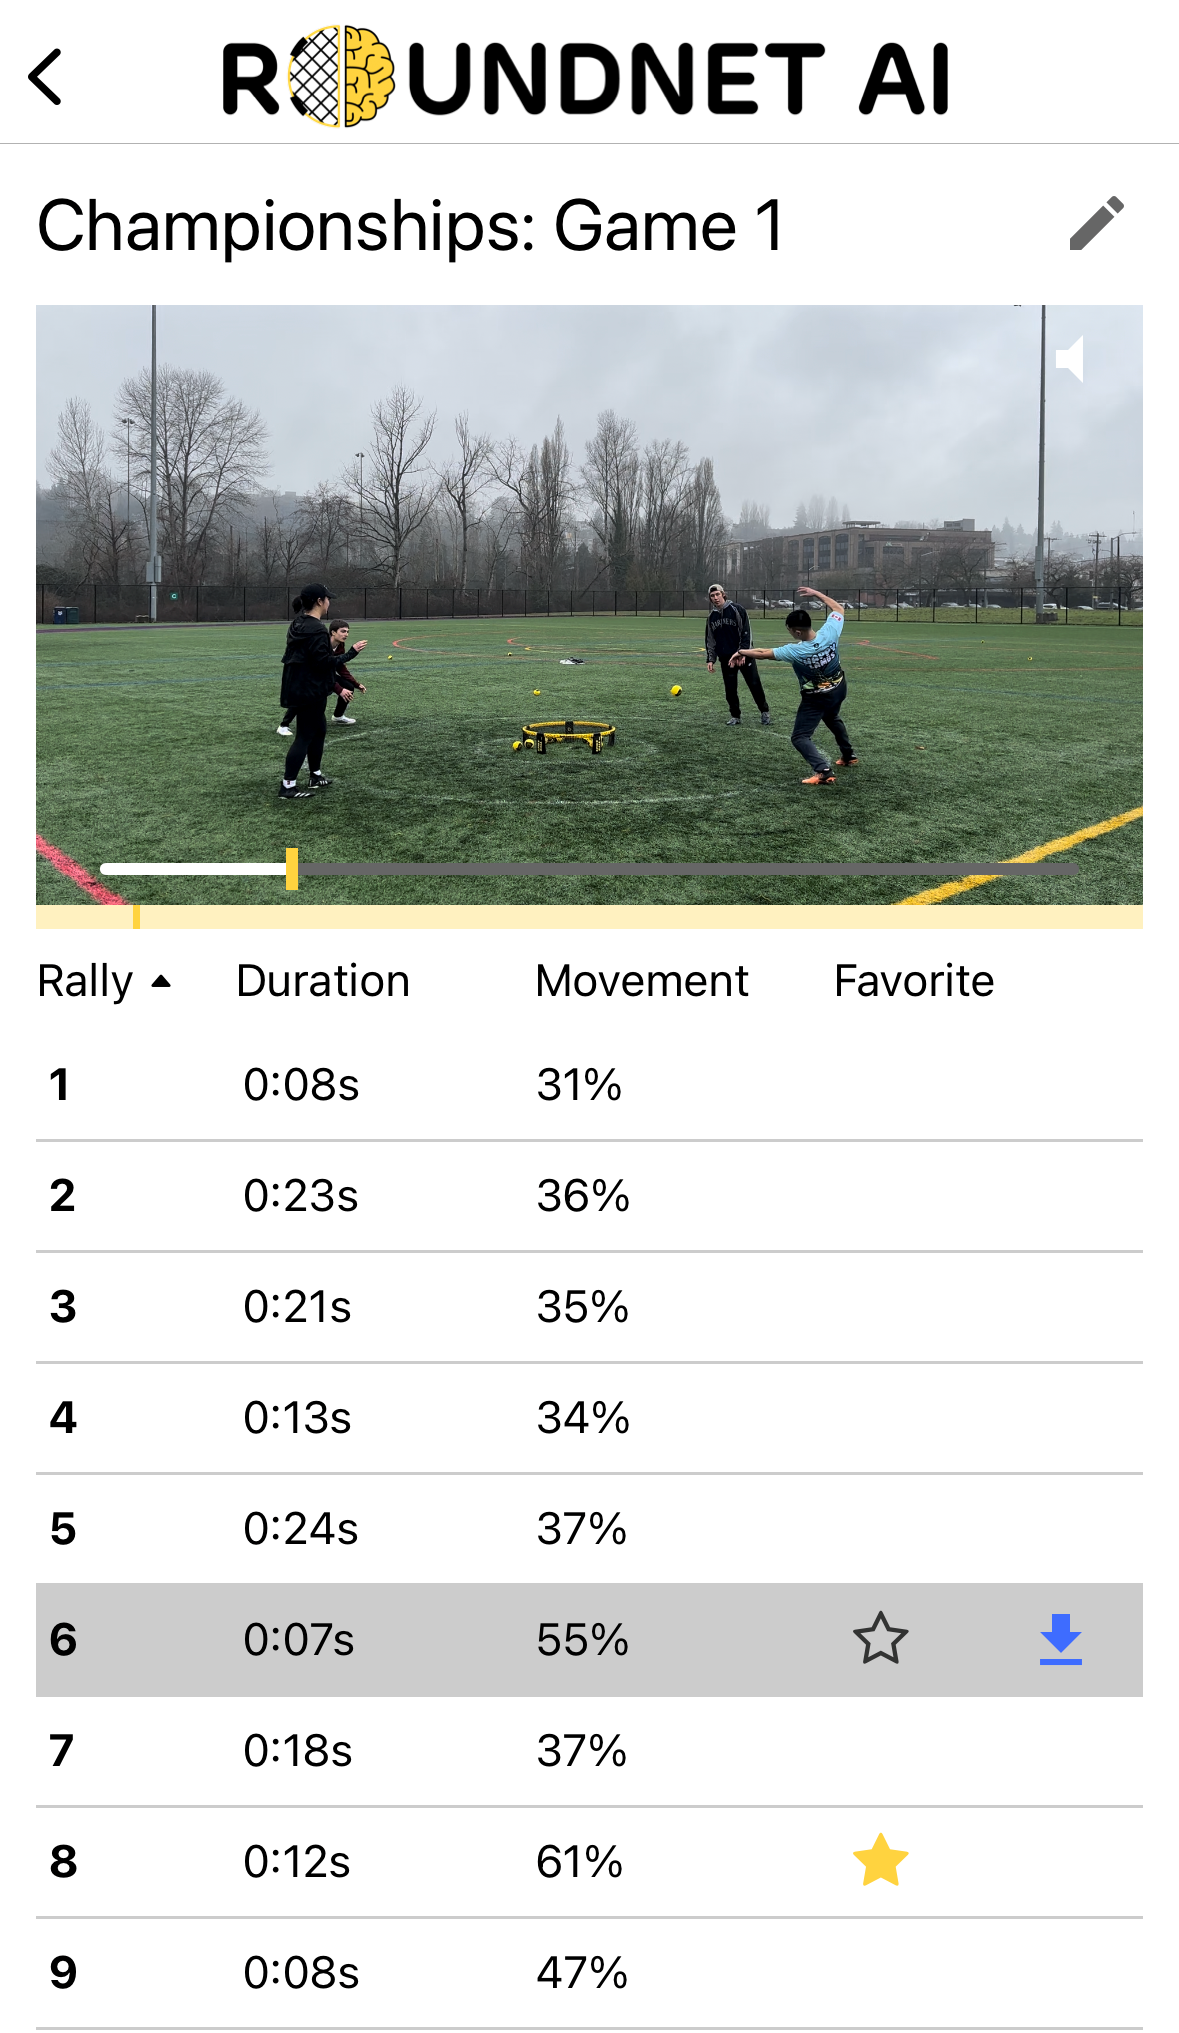 ROUNDNET AI
Championships: Game 1
Rally Duration Movement Favorite
1 0:08s 31%
2 0:23s 36%
3 0:21s 35%
4 0:13s 34%
5 0:24s 37%
6 0:07s 55%
7 0:18s 37%
8 0:12s 61%
9 0:08s 47%